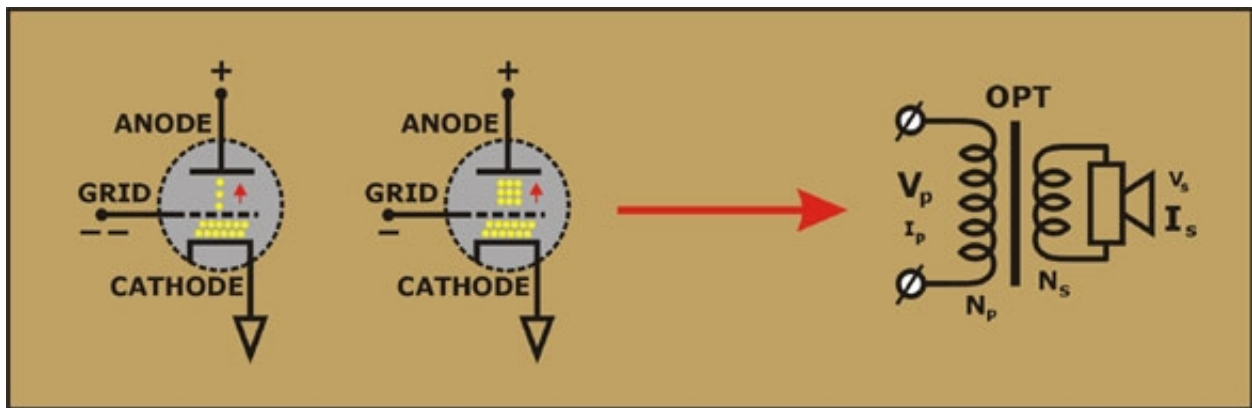 +
ANODE
GRID
– –
CATHODE
+
ANODE
GRID
–
CATHODE
OPT
Vp
Ip
Np
Ns
Vs
Is